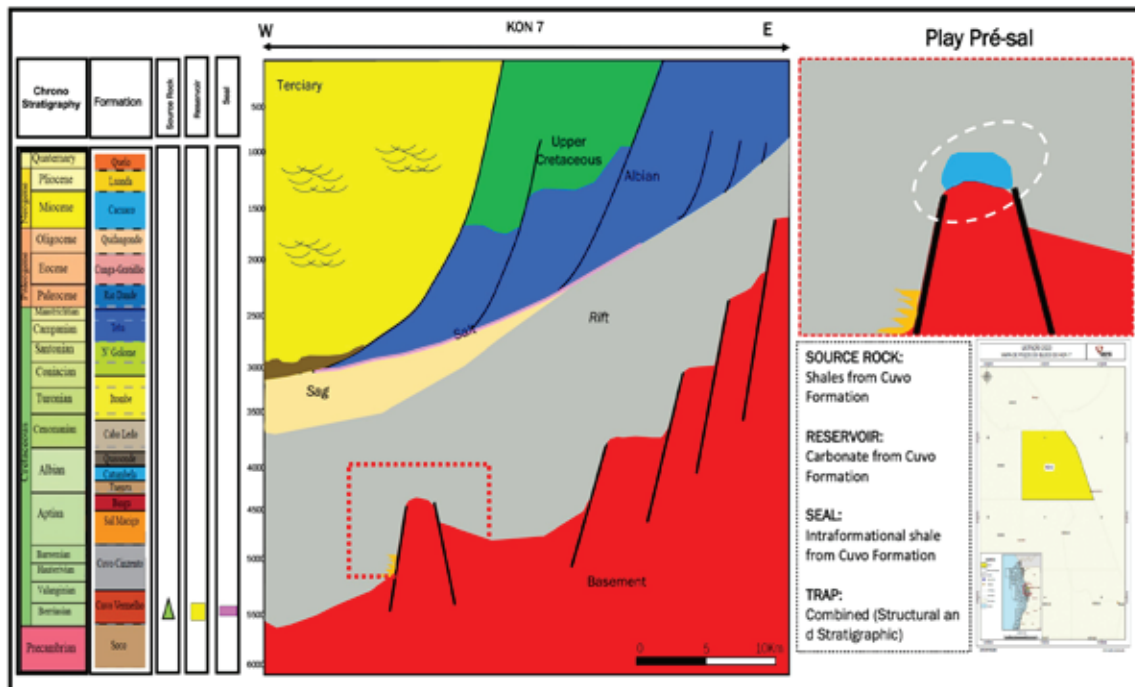 W
KON 7
E
Play Pré-sal
Chrono
Stratigraphy
Formation
Source Rock
Reservoir
Seal
Quaternary
Pliocene
Miocene
Oligocene
Eocene
Paleocene
Maastrichtian
Campanian
Santonian
Coniacian
Turonian
Cenomanian
Albian
Aptian
Barremian
Hauterivian
Valanginian
Berriasian
Precambrian
Cretaceous
Quelo
Luanda
Cacuaco
Quifangondo
Cunga-Gratidão
Rio Dande
Teba
N' Golome
Itombe
Cabo Ledo
Quissonde
Catumbela
Tuenza
Binga
Sal Maciço
Cuvo Cinzento
Cuvo Vermelho
Soco
500
1000
1500
2000
2500
3000
3500
4000
4500
5000
5500
6000
Terciary
Upper
Cretaceous
Albian
Salt
Rift
Sag
Basement
0 5 10K/s
SOURCE ROCK:
Shales from Cuvo
Formation
RESERVOIR:
Carbonate from Cuvo
Formation
SEAL:
Intraformational shale
from Cuvo Formation
TRAP:
Combined (Structural an
d Stratigraphic)